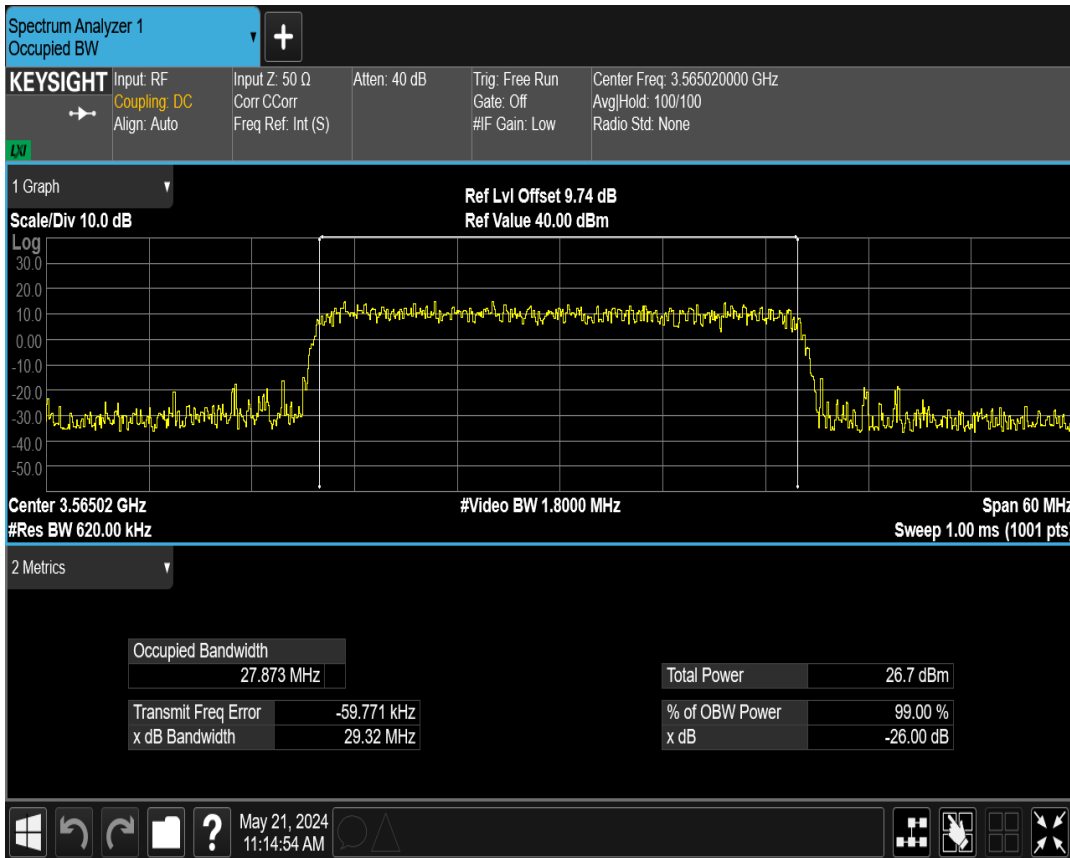 Spectrum Analyzer 1
Occupied BW
+
KEYSIGHT
LXI
Input: RF
Coupling: DC
Align: Auto
Input Z: 50 Ω
Corr CCorr
Freq Ref: Int (S)
Atten: 40 dB
Trig: Free Run
Gate: Off
#IF Gain: Low
Center Freq: 3.565020000 GHz
Avg|Hold: 100/100
Radio Std: None
1 Graph
Scale/Div 10.0 dB
Ref Lvl Offset 9.74 dB
Ref Value 40.00 dBm
Log
30.0
20.0
10.0
0.00
-10.0
-20.0
-30.0
-40.0
-50.0
Center 3.56502 GHz
#Video BW 1.8000 MHz
Span 60 MHz
#Res BW 620.00 kHz
Sweep 1.00 ms (1001 pts)
2 Metrics
Occupied Bandwidth
27.873 MHz
Total Power 26.7 dBm
Transmit Freq Error -59.771 kHz
% of OBW Power 99.00 %
x dB Bandwidth 29.32 MHz
x dB -26.00 dB
?
May 21, 2024
11:14:54 AM